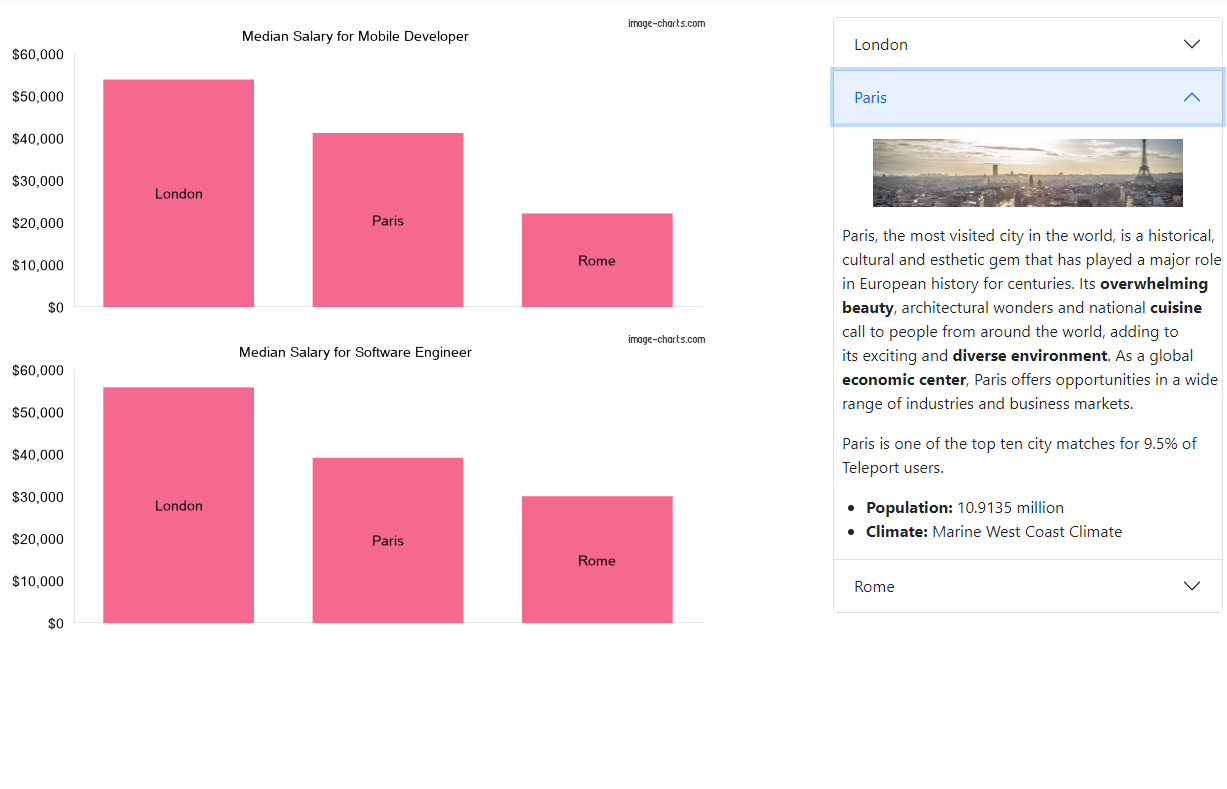 image-charts.com
Median Salary for Mobile Developer
$60,000
$50,000
$40,000
$30,000
$20,000
$10,000
$0
London
Paris
Rome
image-charts.com
Median Salary for Software Engineer
$60,000
$50,000
$40,000
$30,000
$20,000
$10,000
$0
London
Paris
Rome
London
Paris
Paris, the most visited city in the world, is a historical,
cultural and esthetic gem that has played a major role
in European history for centuries. Its overwhelming
beauty, architectural wonders and national cuisine
call to people from around the world, adding to
its exciting and diverse environment. As a global
economic center, Paris offers opportunities in a wide
range of industries and business markets.
Paris is one of the top ten city matches for 9.5% of
Teleport users.
Population: 10.9135 million
Climate: Marine West Coast Climate
Rome